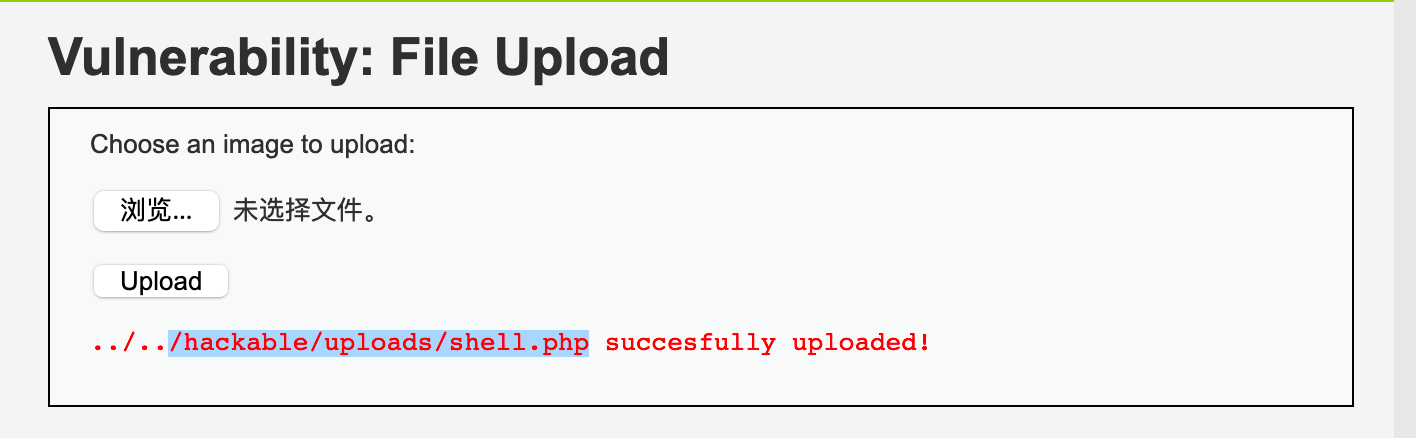 Vulnerability: File Upload
Choose an image to upload:
浏览... 未选择文件。
Upload
../../hackable/uploads/shell.php succesfully uploaded!